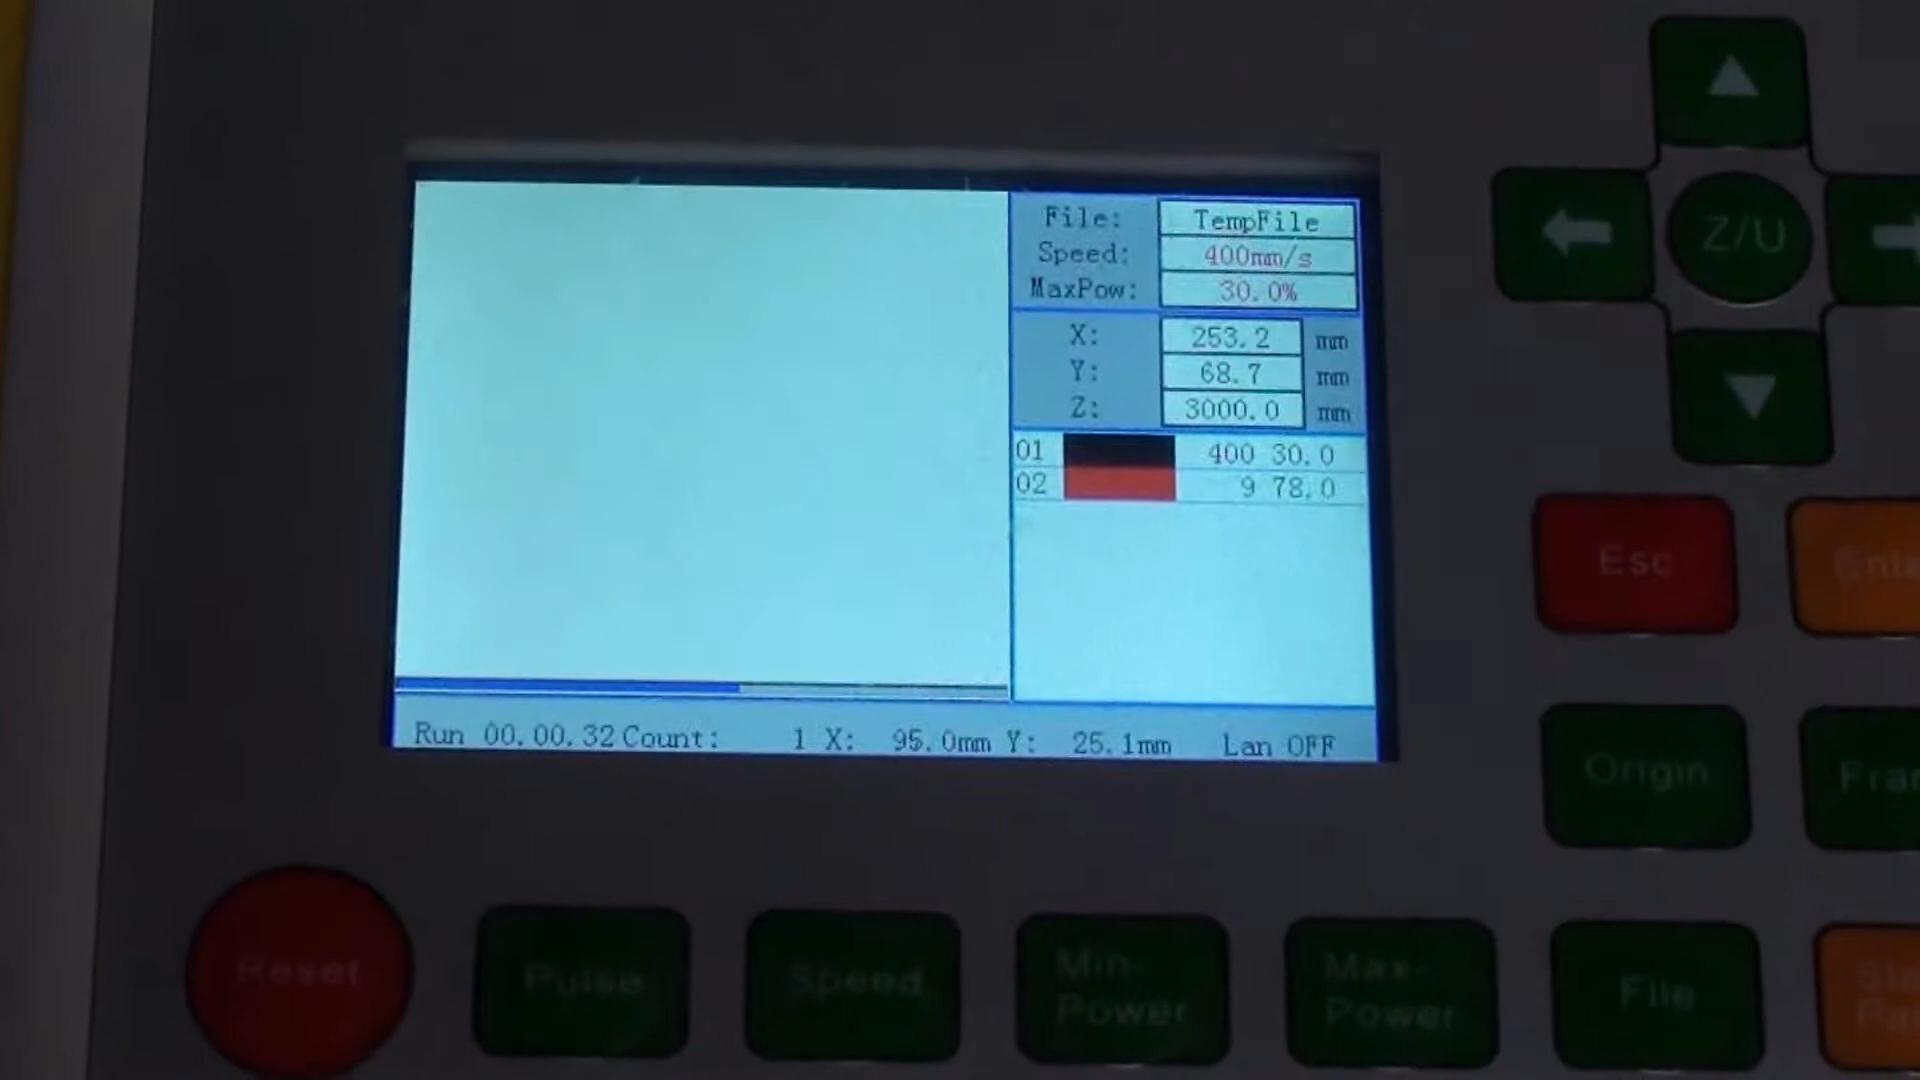 File: TempFile
Speed: 400mm/s
MaxPow: 30.0%
X: 253.2 mm
Y: 68.7 mm
Z: 3000.0 mm
01 400 30.0
02 9 78.0
Run 00.00.32 Count: 1 X: 95.0mm Y: 25.1mm Lan OFF
Z/U
Esc Ente
Origin Fra
Reset Pulse Speed Min-Power Max-Power File